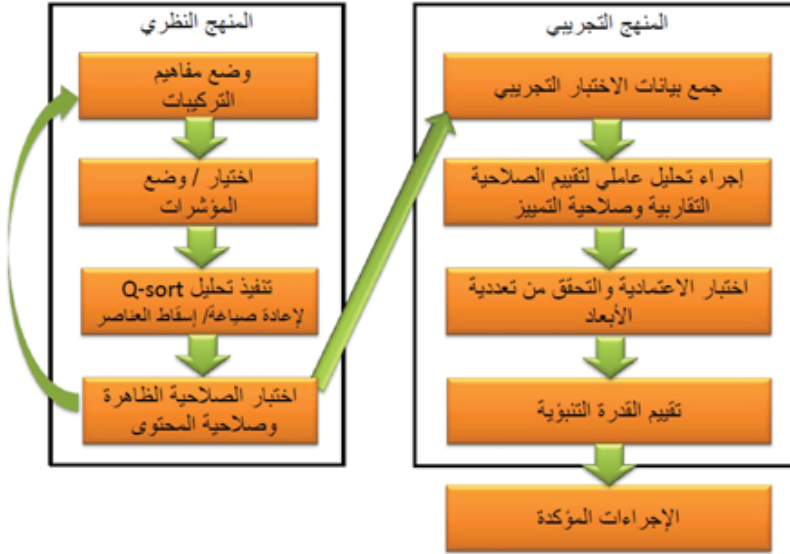 المنهج النظري
وضع مفاهيم
التركيبات
اختيار / وضع
المؤشرات
تنفيذ تحليل Q-sort
لإعادة صياغة/ إسقاط العناصر
اختبار الصلاحية الظاهرة
وصلاحية المحتوى
المنهج التجريبي
جمع بيانات الاختبار التجريبي
إجراء تحليل عاملي لتقييم الصلاحية
التقاربية وصلاحية التمييز
اختبار الاعتمادية والتحقق من تعددية
الأبعاد
تقييم القدرة التنبؤية
الإجراءات المؤكدة